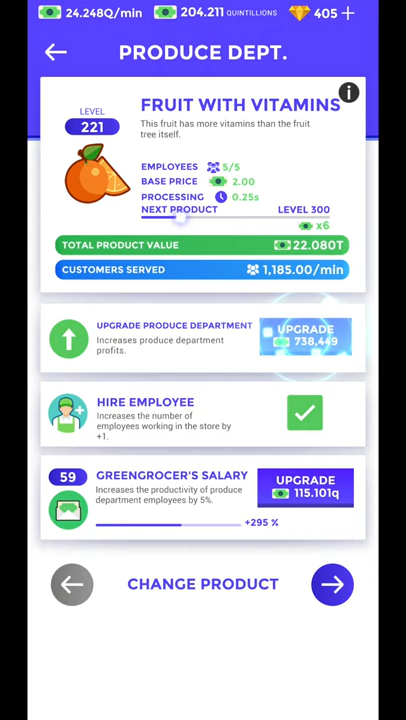 24.248Q/min
204.211 QUINTILLIONS
405 +
PRODUCE DEPT.
LEVEL
221
FRUIT WITH VITAMINS
This fruit has more vitamins than the fruit
tree itself.
EMPLOYEES 5/5
BASE PRICE 2.00
PROCESSING 0.25s
NEXT PRODUCT LEVEL 300
x6
TOTAL PRODUCT VALUE 22.080T
CUSTOMERS SERVED 1,185.00/min
UPGRADE PRODUCE DEPARTMENT
Increases produce department
profits.
UPGRADE
738,449
HIRE EMPLOYEE
Increases the number of
employees working in the store by
+1.
59
GREENGROCER'S SALARY
Increases the productivity of produce
department employees by 5%.
+295 %
UPGRADE
115.101q
CHANGE PRODUCT